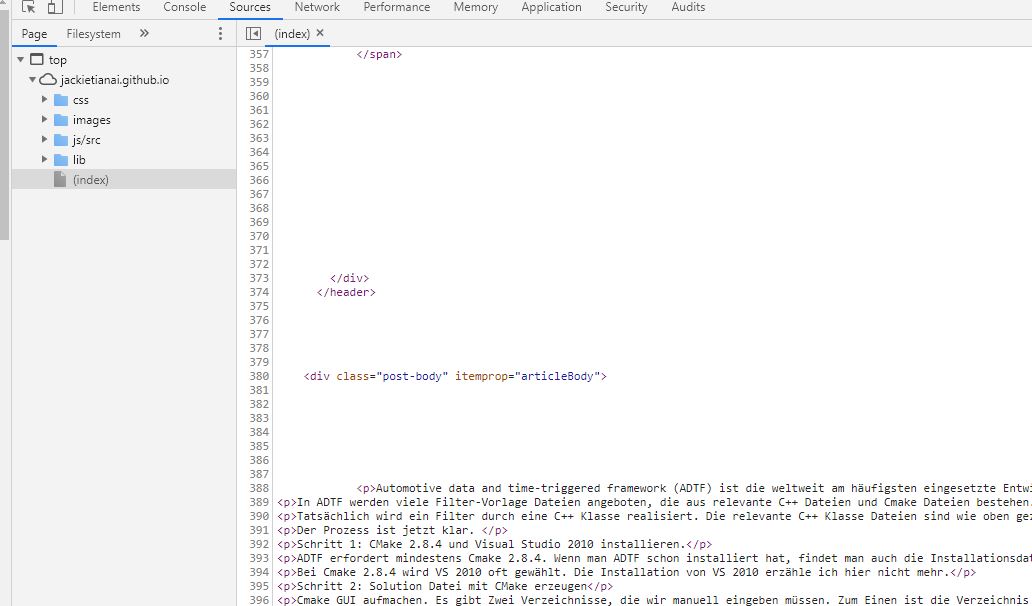 Elements Console Sources Network Performance Memory Application Security Audits
Page Filesystem »
(index) ×
top
jackietianai.github.io
css
images
js/src
lib
(index)
357 </span>
358
359
360
361
362
363
364
365
366
367
368
369
370
371
372
373 </div>
374 </header>
375
376
377
378
379
380 <div class="post-body" itemprop="articleBody">
381
382
383
384
385
386
387
388 <p>Automotive data and time-triggered framework (ADTF) ist die weltweit am häufigsten eingesetzte Entwi
389 <p>In ADTF werden viele Filter-Vorlage Dateien angeboten, die aus relevante C++ Dateien und Cmake Dateien bestehen.
390 <p>Tatsächlich wird ein Filter durch eine C++ Klasse realisiert. Die relevante C++ Klasse Dateien sind wie oben gez
391 <p>Der Prozess ist jetzt klar. </p>
392 <p>Schritt 1: CMake 2.8.4 und Visual Studio 2010 installieren.</p>
393 <p>ADTF erfordert mindestens Cmake 2.8.4. Wenn man ADTF schon installiert hat, findet man auch die Installationsdat
394 <p>Bei Cmake 2.8.4 wird VS 2010 oft gewählt. Die Installation von VS 2010 erzähle ich hier nicht mehr.</p>
395 <p>Schritt 2: Solution Datei mit CMake erzeugen</p>
396 <p>Cmake GUI aufmachen. Es gibt Zwei Verzeichnisse, die wir manuell eingeben müssen. Zum Einen ist die Verzeichnis